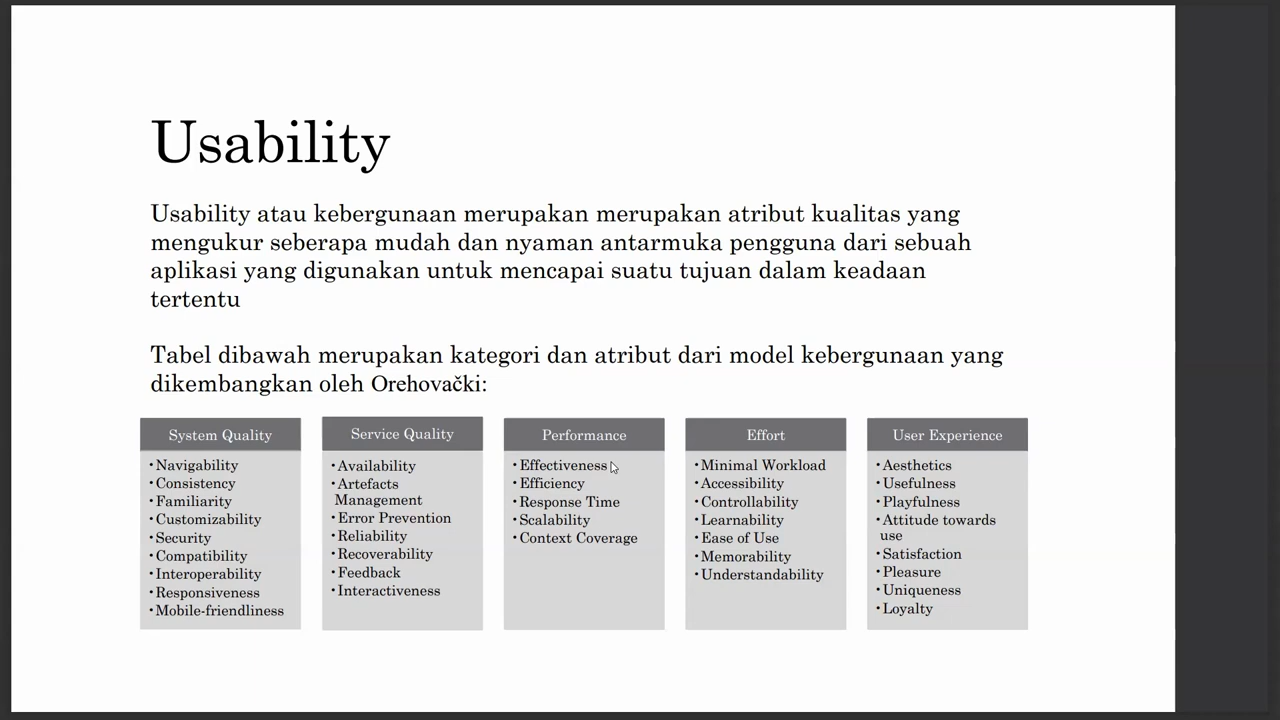 Usability
Usability atau kebergunaan merupakan merupakan atribut kualitas yang
mengukur seberapa mudah dan nyaman antarmuka pengguna dari sebuah
aplikasi yang digunakan untuk mencapai suatu tujuan dalam keadaan
tertentu
Tabel dibawah merupakan kategori dan atribut dari model kebergunaan yang
dikembangkan oleh Orehovački:
System Quality
•Navigability
•Consistency
•Familiarity
•Customizability
•Security
•Compatibility
•Interoperability
•Responsiveness
•Mobile-friendliness
Service Quality
•Availability
•Artefacts
Management
•Error Prevention
•Reliability
•Recoverability
•Feedback
•Interactiveness
Performance
•Effectiveness
•Efficiency
•Response Time
•Scalability
•Context Coverage
Effort
•Minimal Workload
•Accessibility
•Controllability
•Learnability
•Ease of Use
•Memorability
•Understandability
User Experience
•Aesthetics
•Usefulness
•Playfulness
•Attitude towards
use
•Satisfaction
•Pleasure
•Uniqueness
•Loyalty